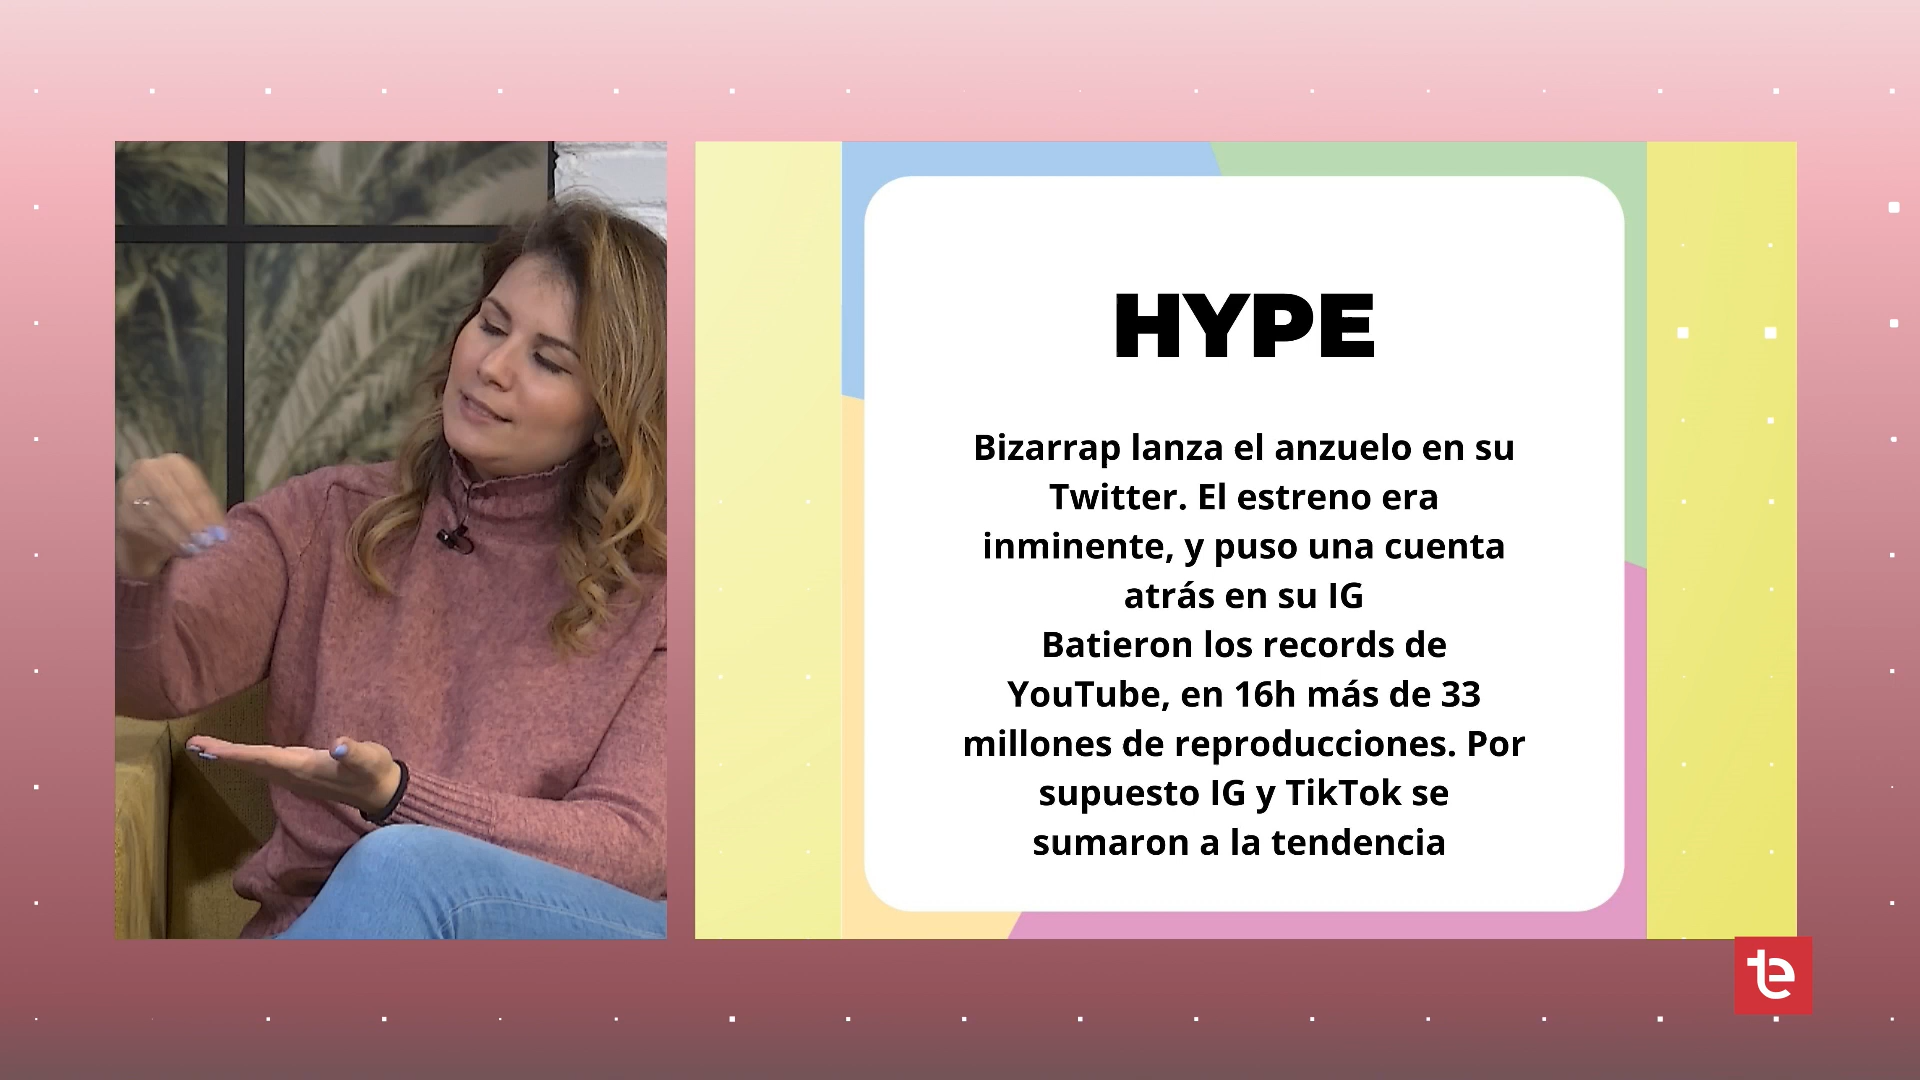 HYPE
Bizarrap lanza el anzuelo en su
Twitter. El estreno era
inminente, y puso una cuenta
atrás en su IG
Batieron los records de
YouTube, en 16h más de 33
millones de reproducciones. Por
supuesto IG y TikTok se
sumaron a la tendencia
te